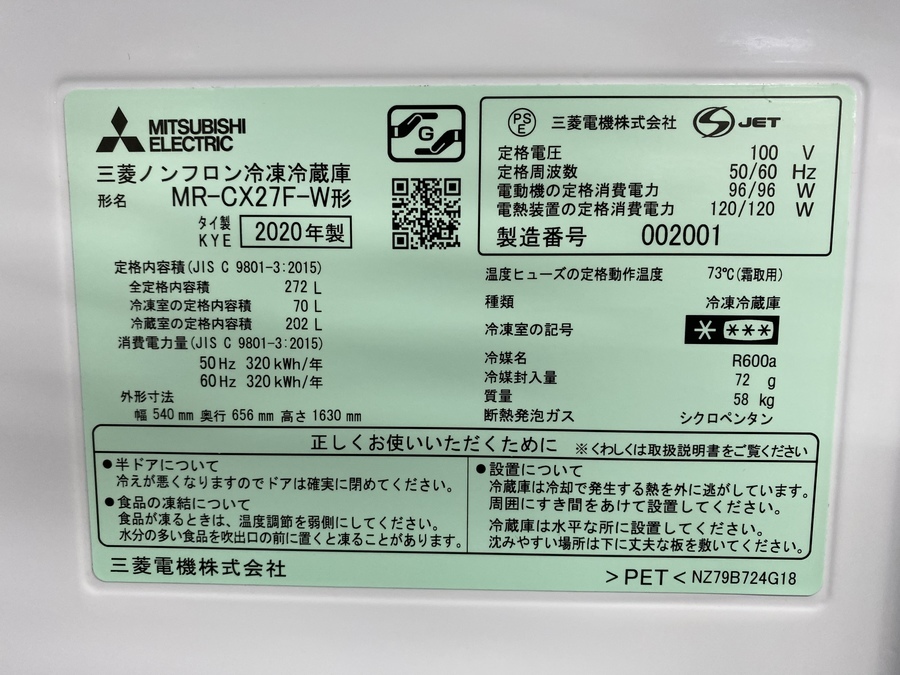 MITSUBISHI
ELECTRIC
三菱ノンフロン冷凍冷蔵庫
形名 MR-CX27F-W形
タイ製
KYE 2020年製
G
PS
E 三菱電機株式会社 S JET
定格電圧 100 V
定格周波数 50/60 Hz
電動機の定格消費電力 96/96 W
電熱装置の定格消費電力 120/120 W
製造番号 002001
定格内容積(JIS C 9801-3:2015)
全定格内容積 272 L
冷凍室の定格内容積 70 L
冷蔵室の定格内容積 202 L
消費電力量(JIS C 9801-3:2015)
50Hz 320kWh/年
60Hz 320kWh/年
外形寸法
幅 540mm 奥行 656mm 高さ 1630mm
温度ヒューズの定格動作温度 73℃(霜取用)
種類 冷凍冷蔵庫
冷凍室の記号
冷媒名 R600a
冷媒封入量 72 g
質量 58 kg
断熱発泡ガス シクロペンタン
正しくお使いいただくために ※くわしくは取扱説明書をご覧ください
●半ドアについて
冷えが悪くなりますのでドアは確実に閉めてください。
●食品の凍結について
食品が凍るときは、温度調節を弱側にしてください。
水分の多い食品を吹出口の前に置くと凍ることがあります。
●設置について
冷蔵庫は冷却で発生する熱を外に逃がしています。
周囲にすき間をあけて設置してください。
冷蔵庫は水平な所に設置してください。
沈みやすい場所は下に丈夫な板を敷いてください。
三菱電機株式会社
>PET< NZ79B724G18